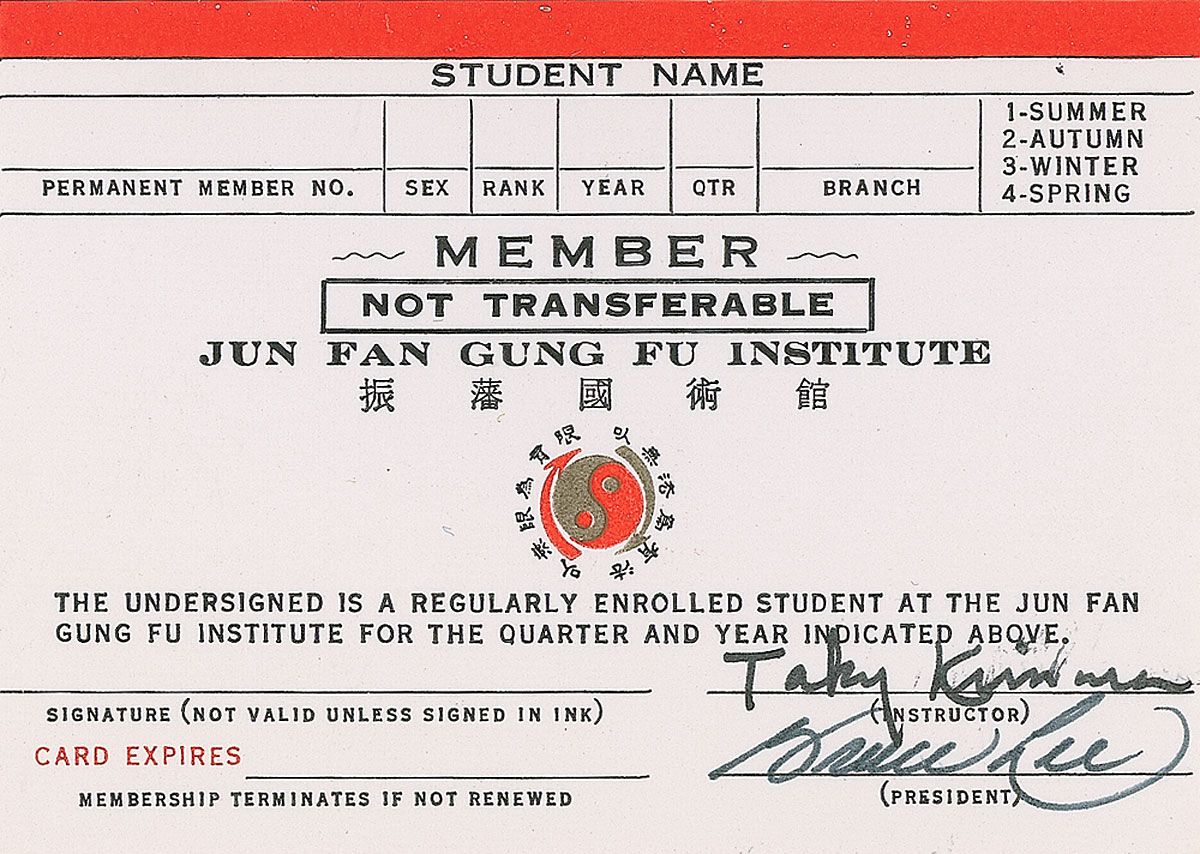 STUDENT NAME
1-SUMMER
2-AUTUMN
3-WINTER
4-SPRING
PERMANENT MEMBER NO. SEX RANK YEAR QTR BRANCH
MEMBER
NOT TRANSFERABLE
JUN FAN GUNG FU INSTITUTE
振藩國術館
以無法為有法
以無限為有限
THE UNDERSIGNED IS A REGULARLY ENROLLED STUDENT AT THE JUN FAN
GUNG FU INSTITUTE FOR THE QUARTER AND YEAR INDICATED ABOVE.
Taky Kimura
SIGNATURE (NOT VALID UNLESS SIGNED IN INK)
(INSTRUCTOR)
CARD EXPIRES
Bruce Lee
MEMBERSHIP TERMINATES IF NOT RENEWED
(PRESIDENT)